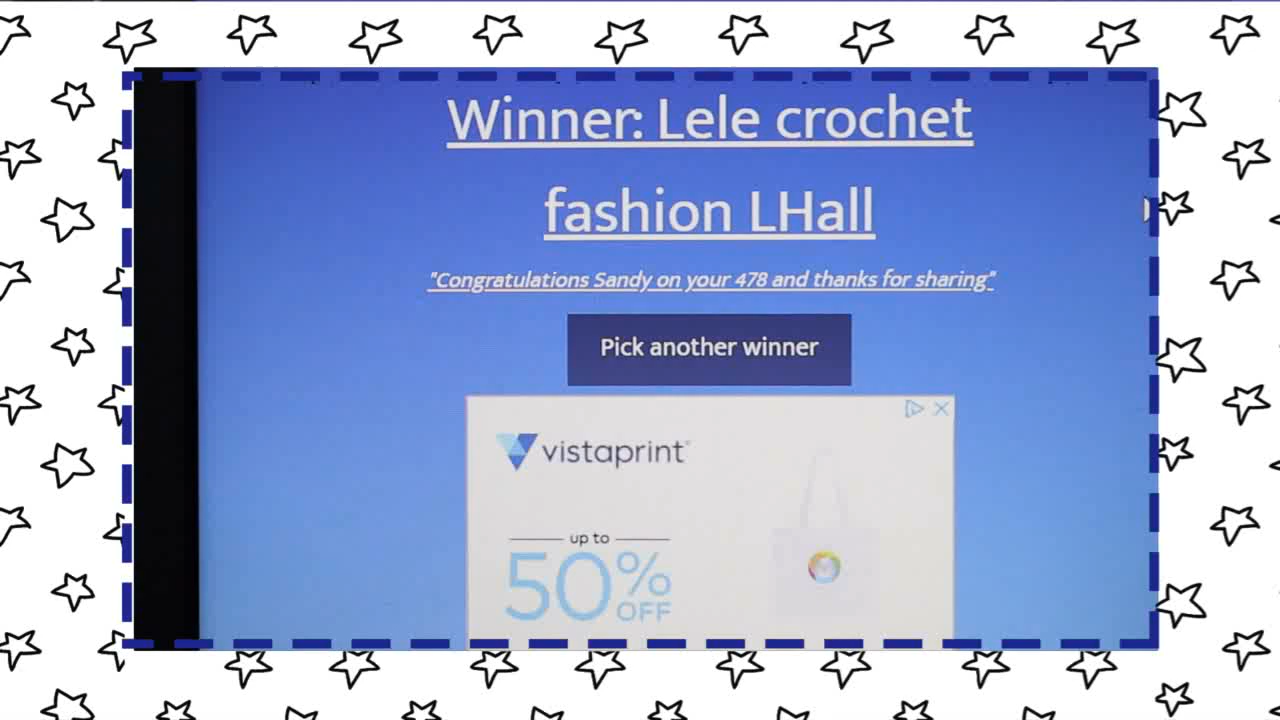 Winner: Lele crochet
fashion LHall
"Congratulations Sandy on your 478 and thanks for sharing"
Pick another winner
vistaprint
up to
50%
OFF